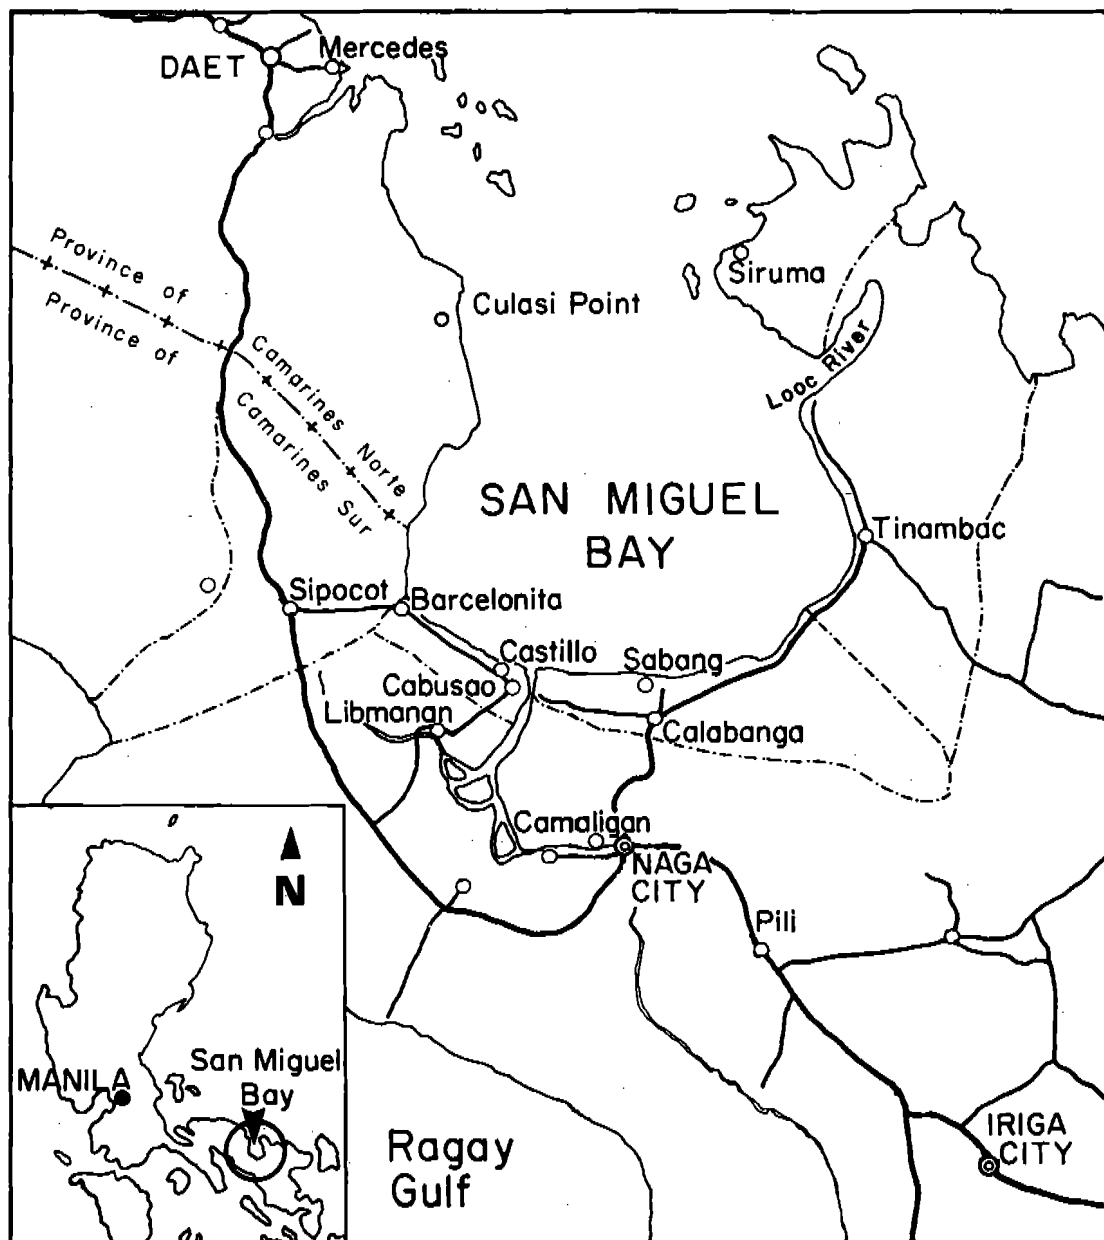 Mercedes
DAET
Province of
Province of
Camarines Norte
Camarines Sur
Siruma
Culasi Point
Looc River
SAN MIGUEL
BAY
Tinambac
Sipocot
Barcelonita
Castillo
Sabang
Cabusao
Libmanan
Calabanga
Camaligan
NAGA
CITY
Pili
N
San Miguel
Bay
MANILA
Ragay
Gulf
IRIGA
CITY